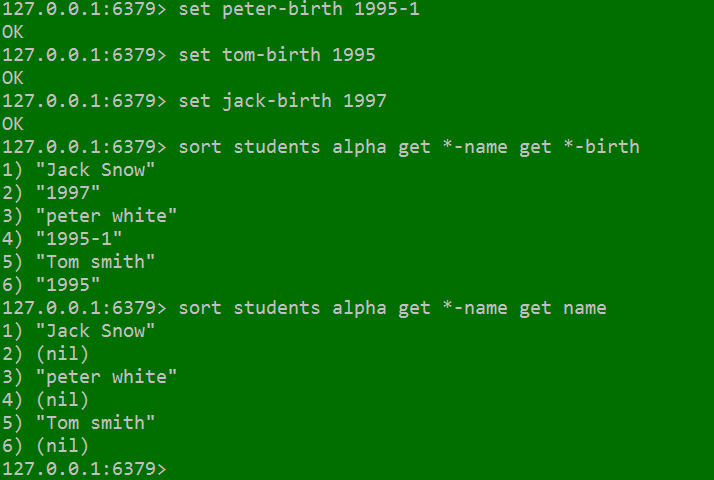 127.0.0.1:6379> set peter-birth 1995-1
OK
127.0.0.1:6379> set tom-birth 1995
OK
127.0.0.1:6379> set jack-birth 1997
OK
127.0.0.1:6379> sort students alpha get *-name get *-birth
1) "Jack Snow"
2) "1997"
3) "peter white"
4) "1995-1"
5) "Tom smith"
6) "1995"
127.0.0.1:6379> sort students alpha get *-name get name
1) "Jack Snow"
2) (nil)
3) "peter white"
4) (nil)
5) "Tom smith"
6) (nil)
127.0.0.1:6379>